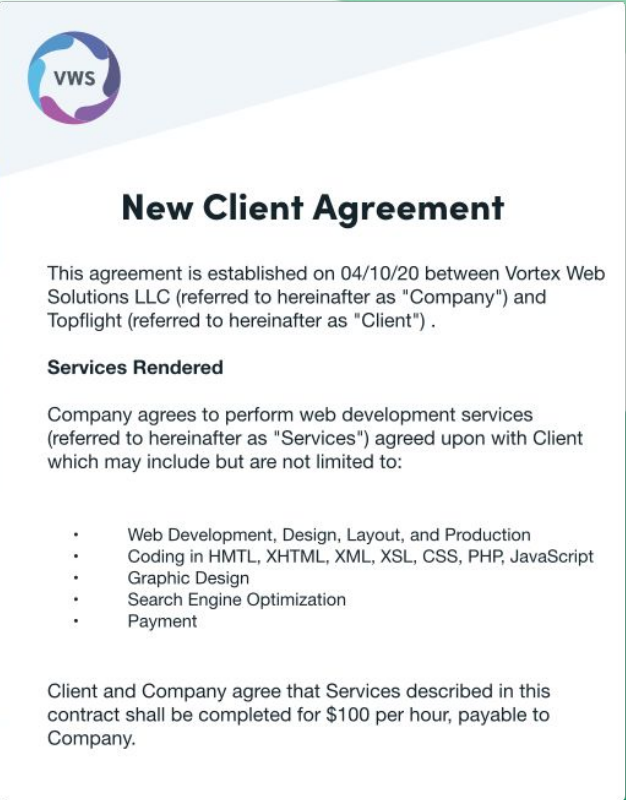 VWS
New Client Agreement
This agreement is established on 04/10/20 between Vortex Web
Solutions LLC (referred to hereinafter as "Company") and
Topflight (referred to hereinafter as "Client") .
Services Rendered
Company agrees to perform web development services
(referred to hereinafter as "Services") agreed upon with Client
which may include but are not limited to:
· Web Development, Design, Layout, and Production
· Coding in HMTL, XHTML, XML, XSL, CSS, PHP, JavaScript
· Graphic Design
· Search Engine Optimization
· Payment
Client and Company agree that Services described in this
contract shall be completed for $100 per hour, payable to
Company.